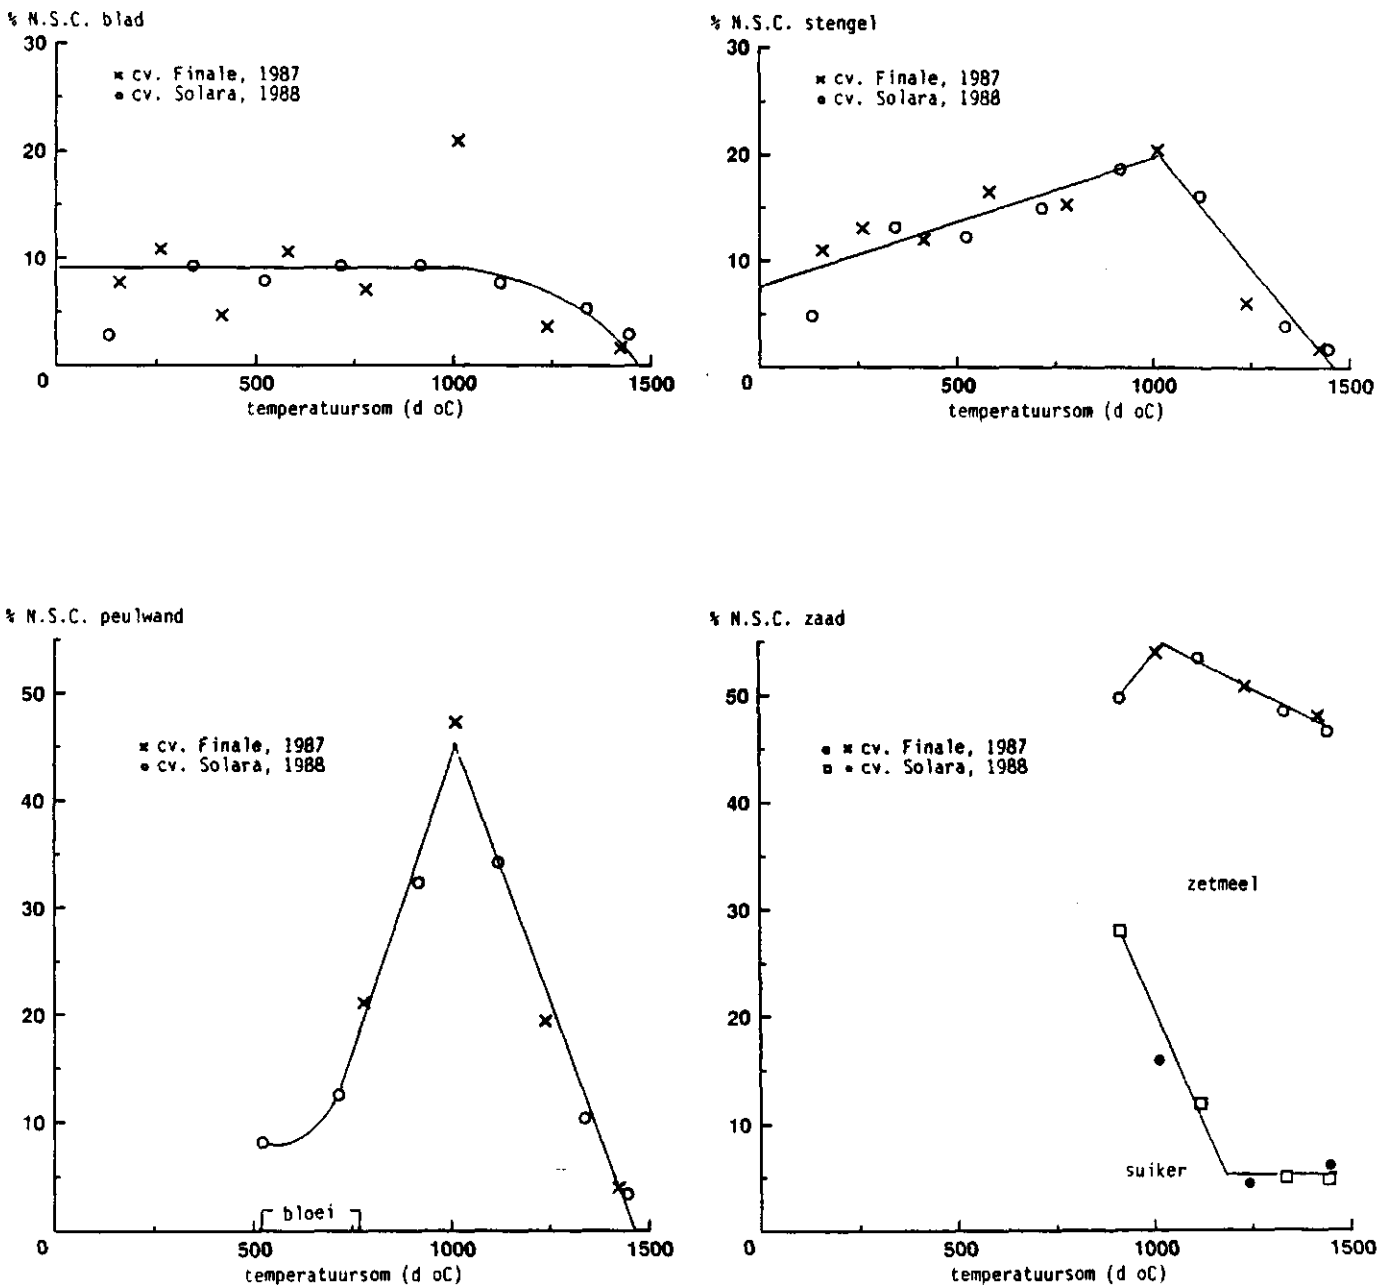 % N.S.C. blad
30
x cv. Finale, 1987
o cv. Solara, 1988
20
10
0
500
1000
1500
temperatuursom (d oC)
% N.S.C. stengel
30
x cv. Finale, 1987
• cv. Solara, 1988
20
10
0
500
1000
1500
temperatuursom (d oC)
% N.S.C. peulwand
50
x cv. Finale, 1987
• cv. Solara, 1988
40
30
20
10
bloei
0
500
1000
1500
temperatuursom (d oC)
% N.S.C. zaad
50
• x cv. Finale, 1987
□ • cv. Solara, 1988
40
zetmeel
30
20
10
suiker
0
500
1000
1500
temperatuursom (d oC)